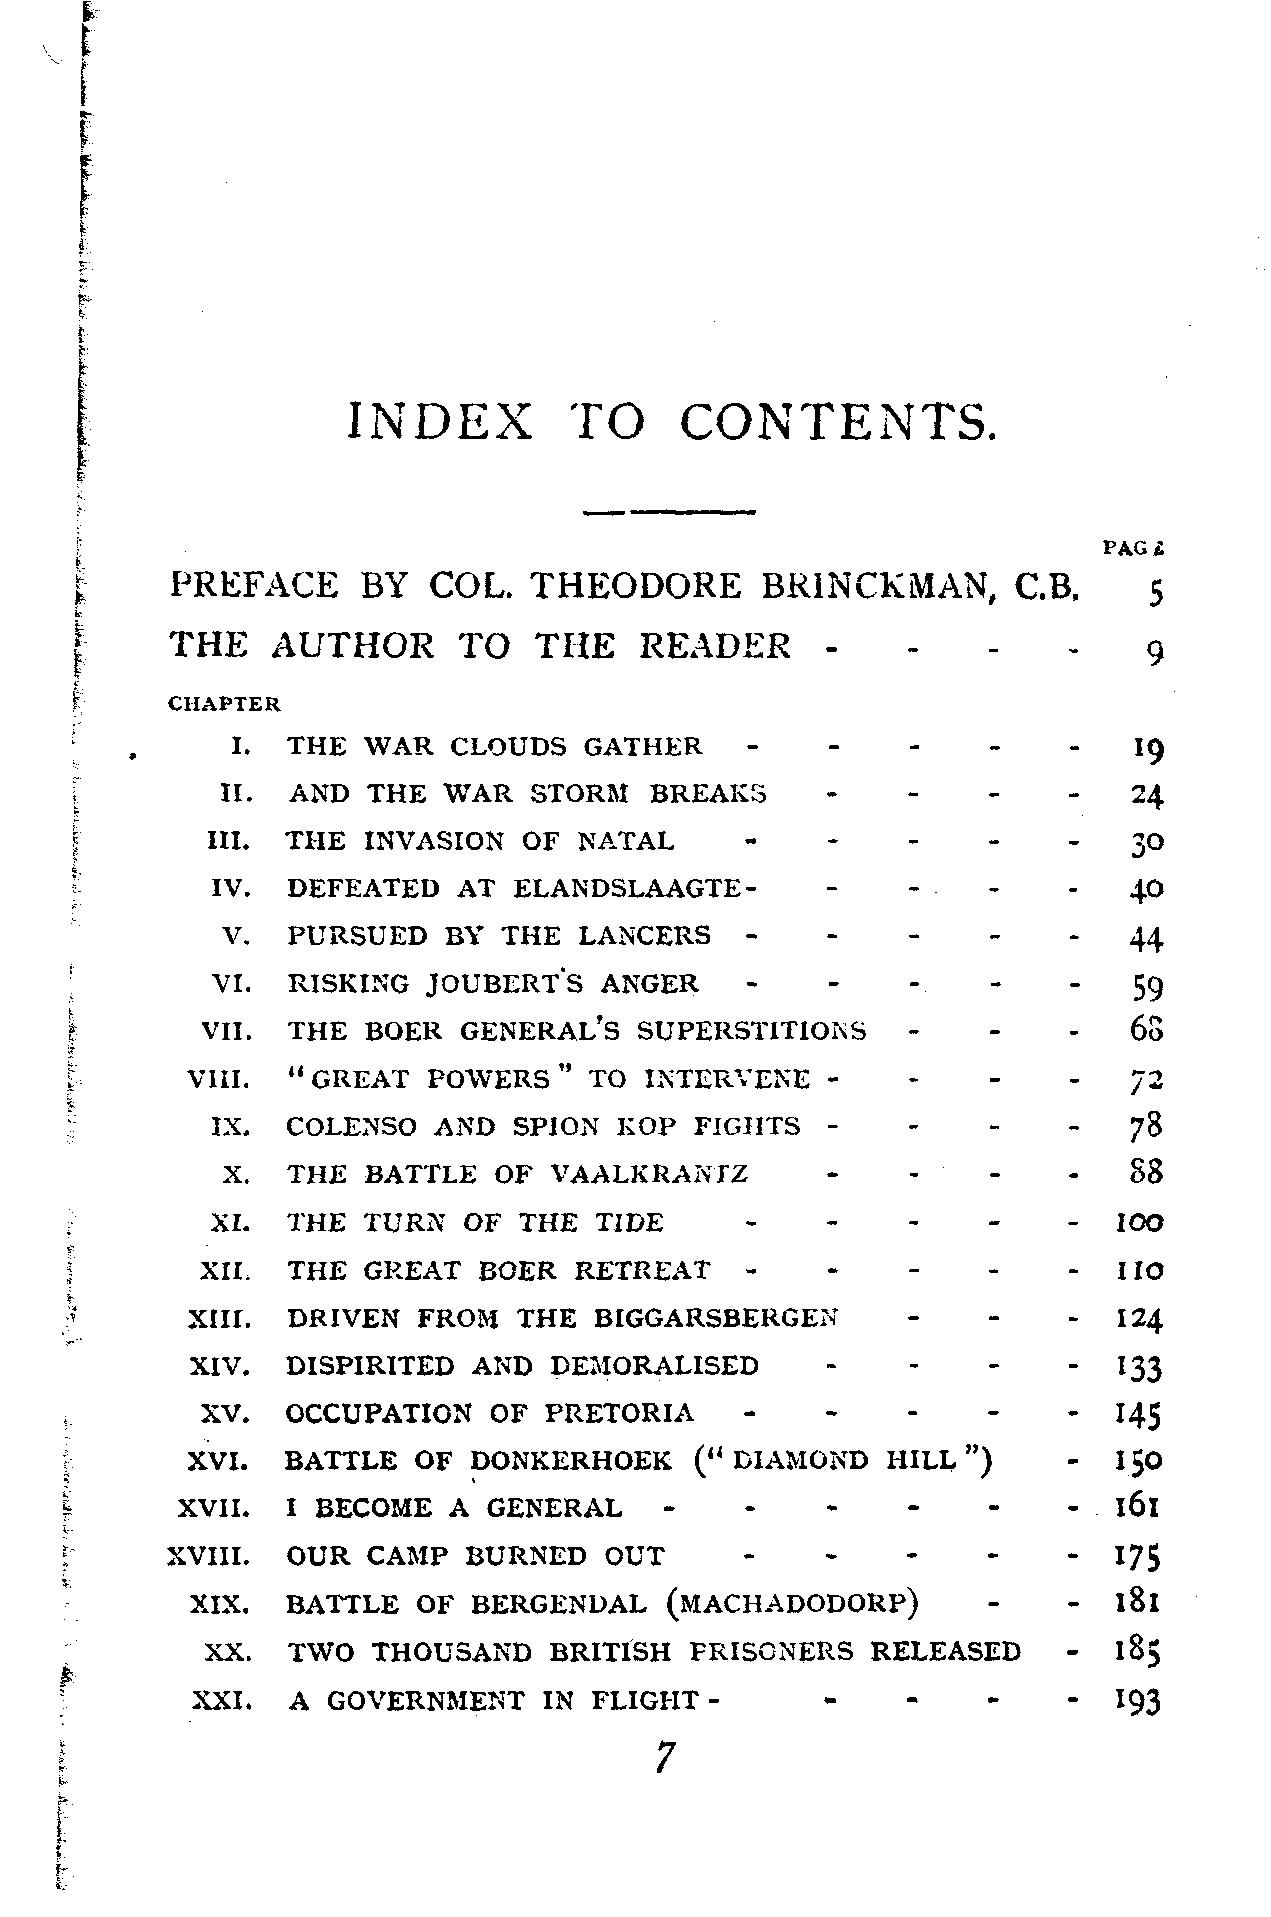 INDEX TO CONTENTS.
PAGE
PREFACE BY COL. THEODORE BRINCKMAN, C.B. 5
THE AUTHOR TO THE READER - - - - 9
CHAPTER
I. THE WAR CLOUDS GATHER - - - - - 19
II. AND THE WAR STORM BREAKS - - - - 24
III. THE INVASION OF NATAL - - - - - 30
IV. DEFEATED AT ELANDSLAAGTE - - - - - 40
V. PURSUED BY THE LANCERS - - - - - 44
VI. RISKING JOUBERT'S ANGER - - - - - 59
VII. THE BOER GENERAL'S SUPERSTITIONS - - - 68
VIII. "GREAT POWERS" TO INTERVENE - - - - 72
IX. COLENSO AND SPION KOP FIGHTS - - - - 78
X. THE BATTLE OF VAALKRANTZ - - - - 88
XI. THE TURN OF THE TIDE - - - - - 100
XII. THE GREAT BOER RETREAT - - - - - 110
XIII. DRIVEN FROM THE BIGGARSBERGEN - - - 124
XIV. DISPIRITED AND DEMORALISED - - - - 133
XV. OCCUPATION OF PRETORIA - - - - - 145
XVI. BATTLE OF DONKERHOEK ("DIAMOND HILL") - 150
XVII. I BECOME A GENERAL - - - - - - 161
XVIII. OUR CAMP BURNED OUT - - - - - 175
XIX. BATTLE OF BERGENDAL (MACHADODORP) - - 181
XX. TWO THOUSAND BRITISH PRISONERS RELEASED - 185
XXI. A GOVERNMENT IN FLIGHT - - - - - 193
7